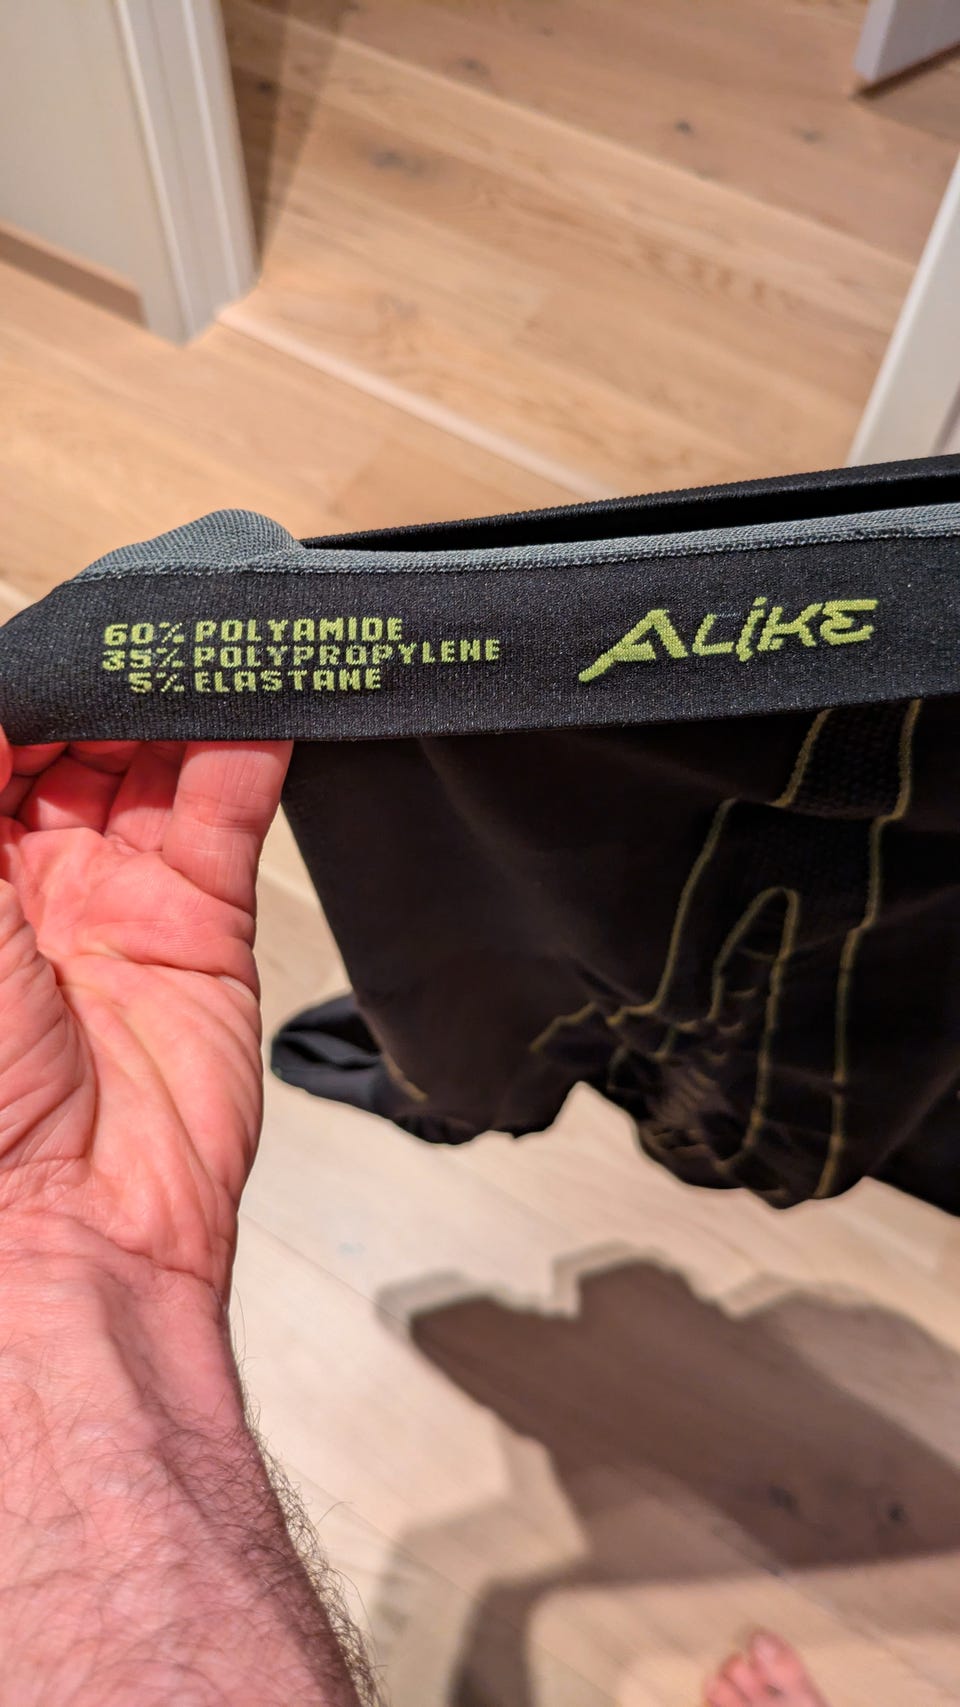 60% POLYAMIDE
35% POLYPROPYLENE
5% ELASTANE
ALiKE